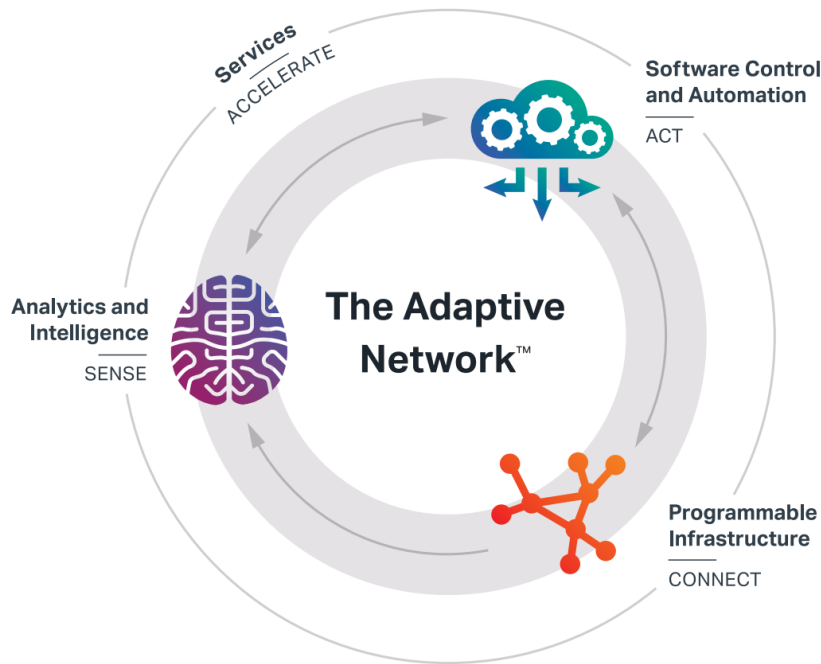 Services
ACCELERATE
Software Control
and Automation
ACT
Analytics and
Intelligence
SENSE
The Adaptive
Network™
Programmable
Infrastructure
CONNECT